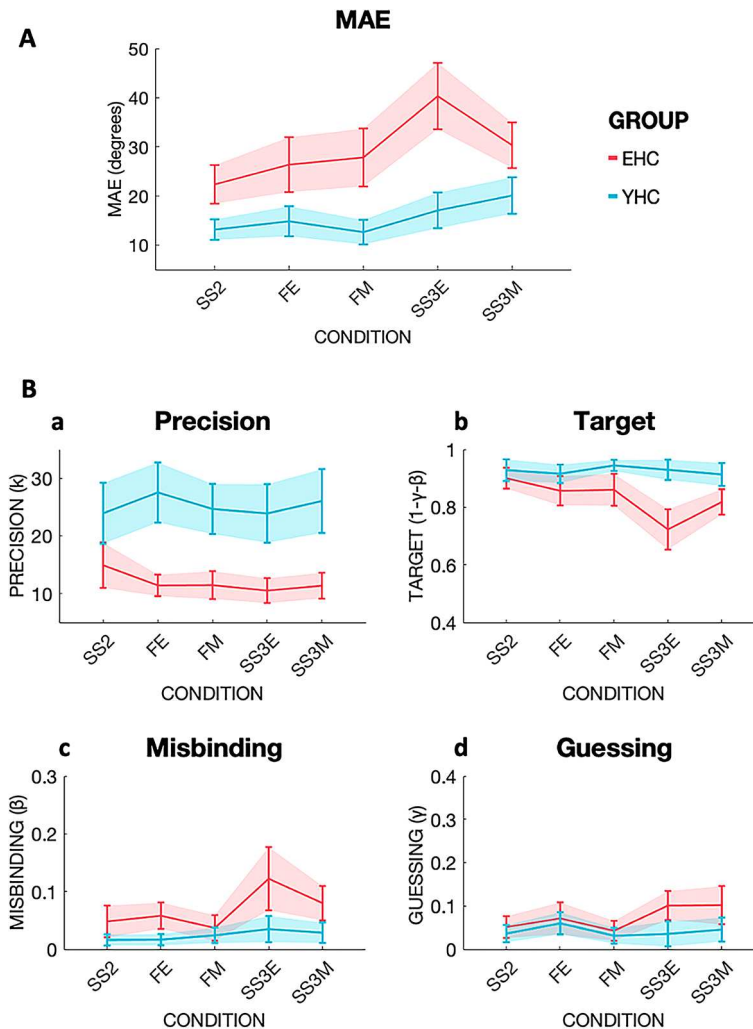 A
MAE
50
40
30
20
10
MAE (degrees)
SS2
FE
FM
SS3E
SS3M
CONDITION
GROUP
EHC
YHC
B
a
Precision
30
20
10
PRECISION (k)
SS2
FE
FM
SS3E
SS3M
CONDITION
b
Target
1
0.8
0.6
0.4
TARGET (1-γ-β)
SS2
FE
FM
SS3E
SS3M
CONDITION
c
Misbinding
0.3
0.2
0.1
0
MISBINDING (β)
SS2
FE
FM
SS3E
SS3M
CONDITION
d
Guessing
0.4
0.3
0.2
0.1
0
GUESSING (γ)
SS2
FE
FM
SS3E
SS3M
CONDITION